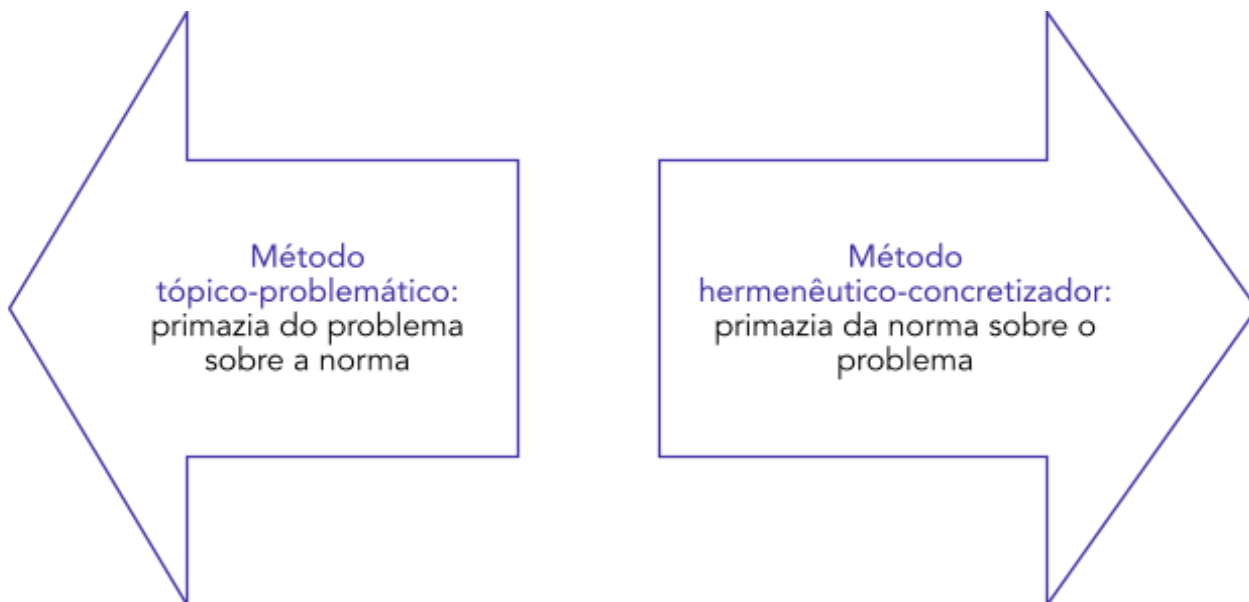 Método
tópico-problemático:
primazia do problema
sobre a norma
Método
hermenêutico-concretizador:
primazia da norma sobre o
problema